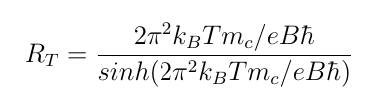 R_T = \frac{2\pi^2 k_B T m_c / eB\hbar}{sinh(2\pi^2 k_B T m_c / eB\hbar)}